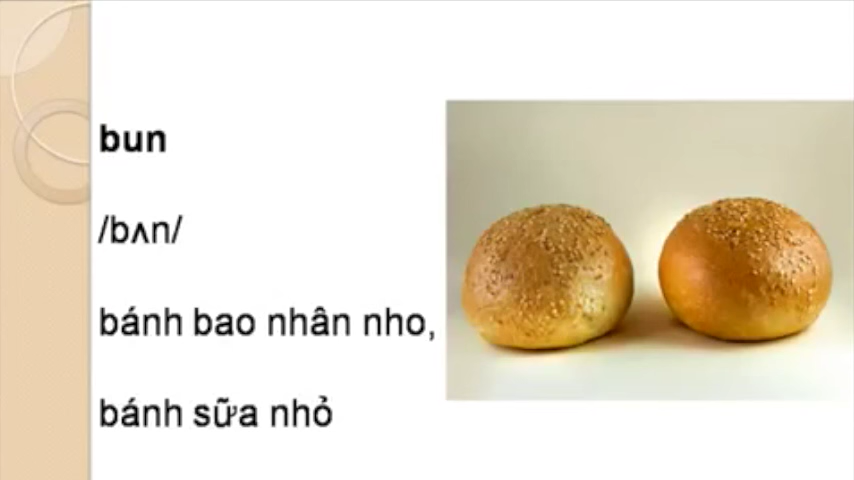 bun
/bʌn/
bánh bao nhân nho,
bánh sữa nhỏ